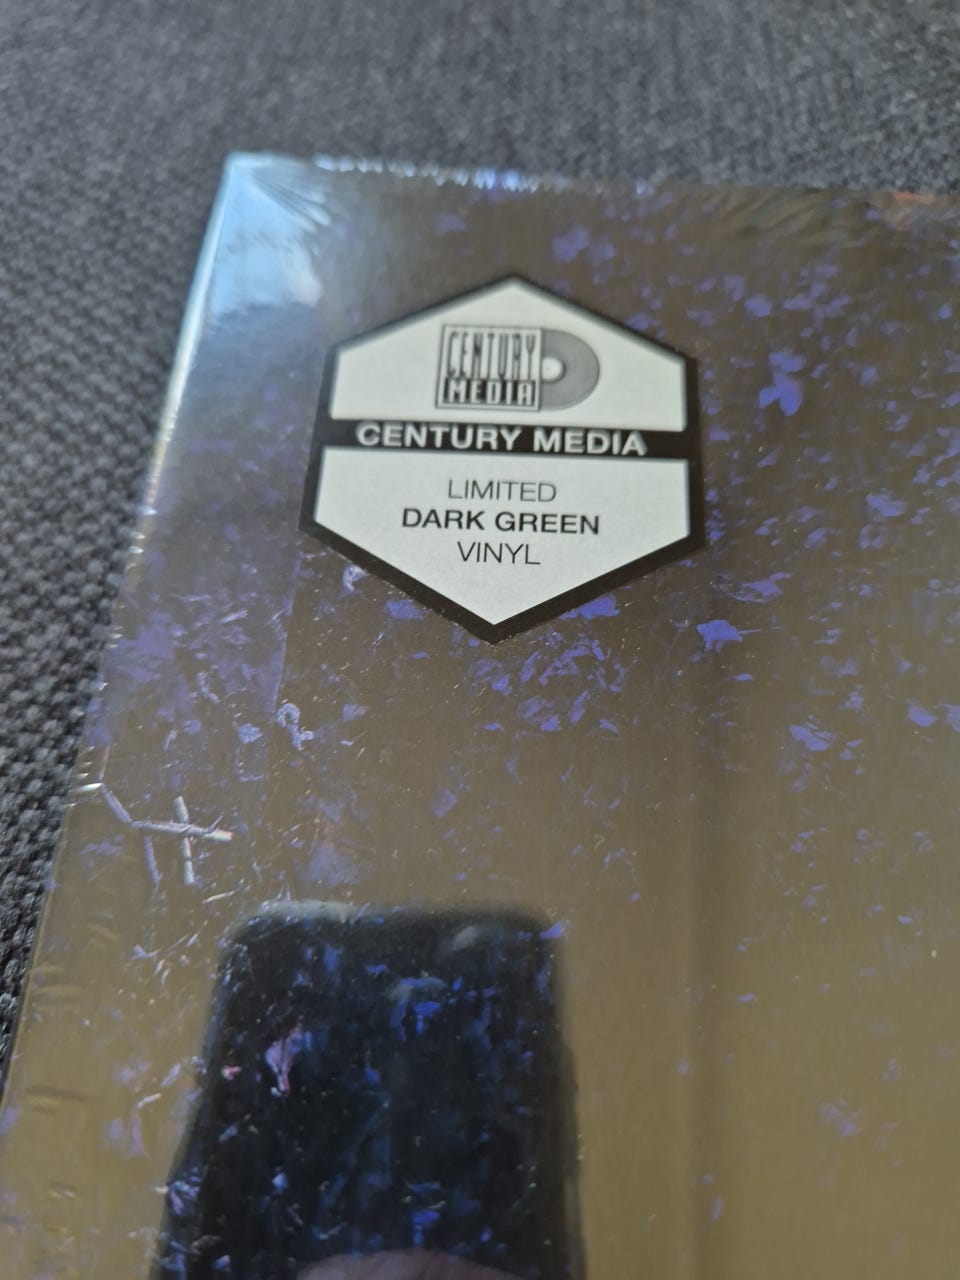 CENTURY
MEDIA
CENTURY MEDIA
LIMITED
DARK GREEN
VINYL